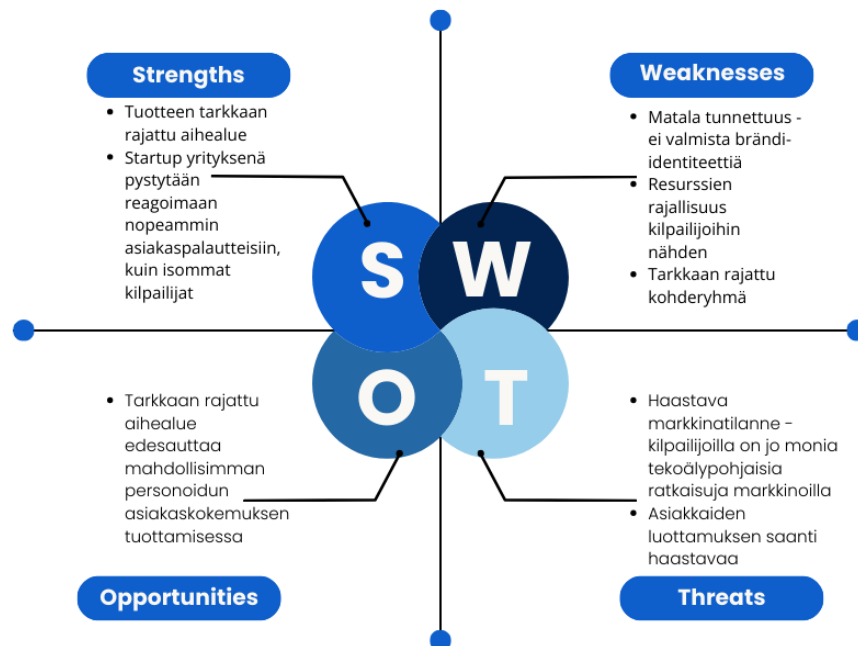 Strengths
• Tuotteen tarkkaan
rajattu aihealue
• Startup yrityksenä
pystytään
reagoimaan
nopeammin
asiakaspalautteisiin,
kuin isommat
kilpailijat
Weaknesses
• Matala tunnettuus -
ei valmista brändi-
identiteettiä
• Resurssien
rajallisuus
kilpailijoihin
nähden
• Tarkkaan rajattu
kohderyhmä
S
W
O
T
• Tarkkaan rajattu
aihealue
edesauttaa
mahdollisimman
personoidun
asiakaskokemuksen
tuottamisessa
Opportunities
• Haastava
markkinatilanne -
kilpailijoilla on jo monia
tekoälypohjaisia
ratkaisuja markkinoilla
• Asiakkaiden
luottamuksen saanti
haastavaa
Threats